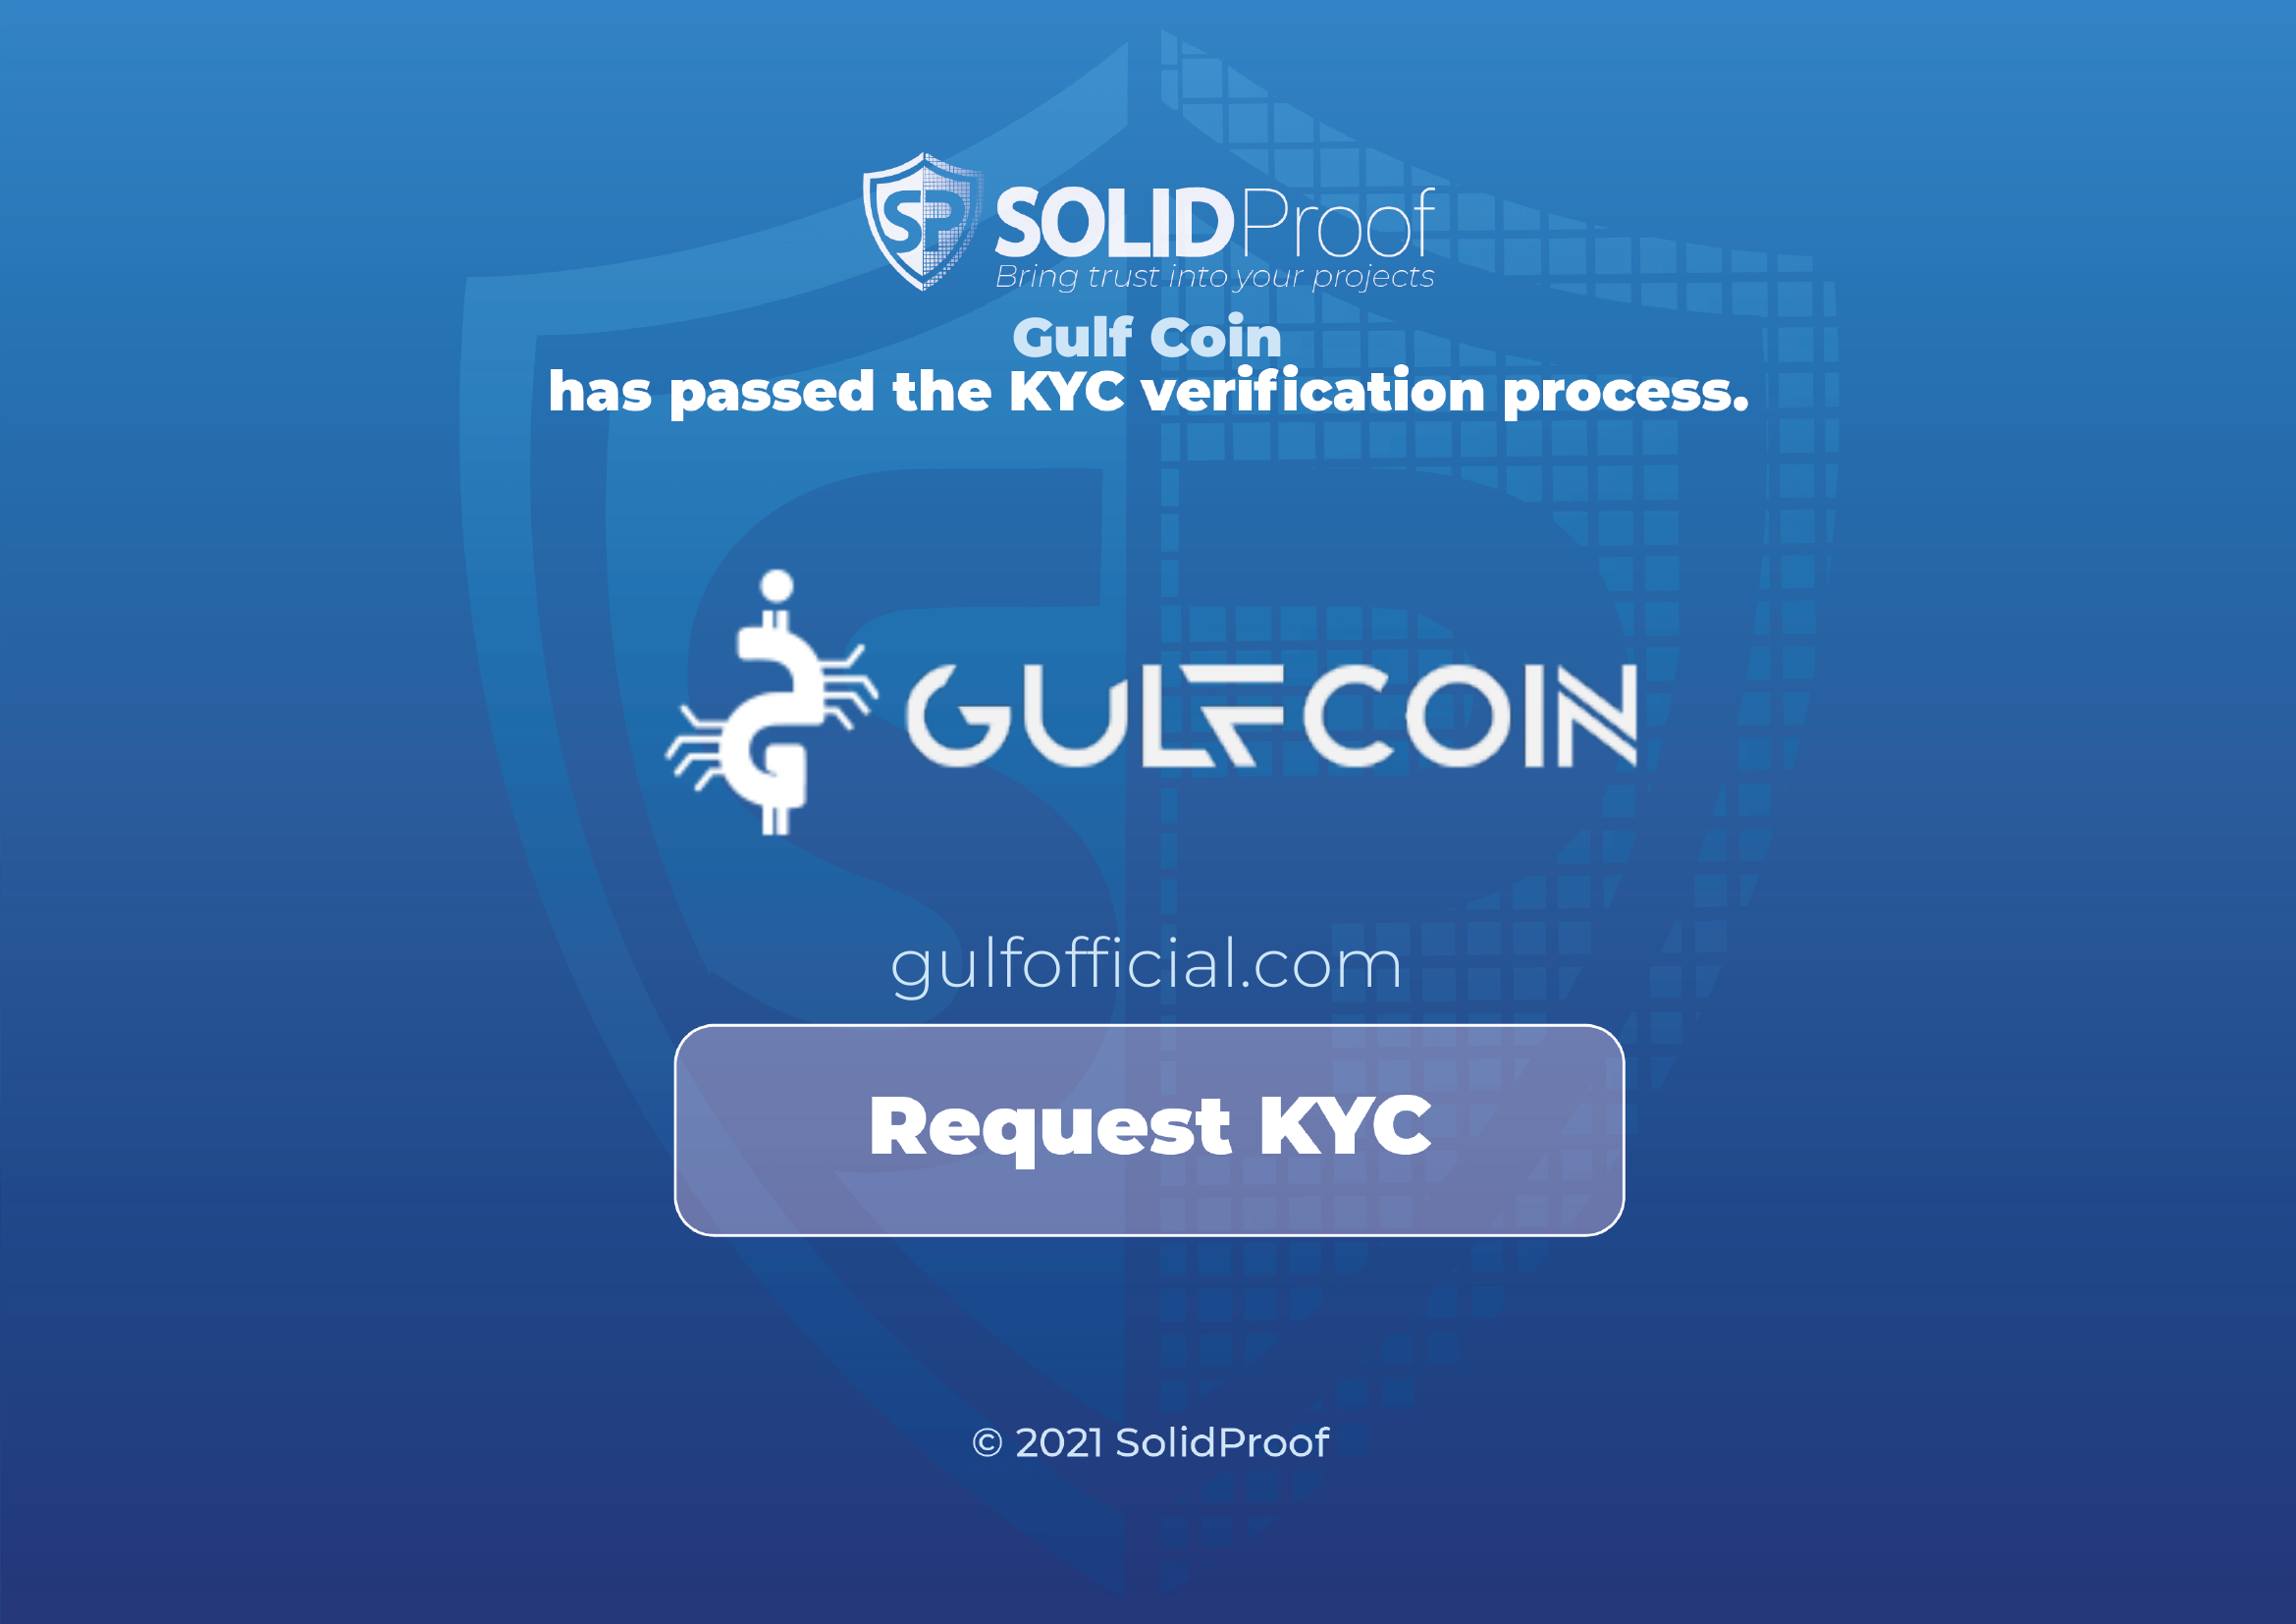 SP SOLIDProof
Bring trust into your projects
Gulf Coin
has passed the KYC verification process.
GULFCOIN
gulfofficial.com
Request KYC
© 2021 SolidProof